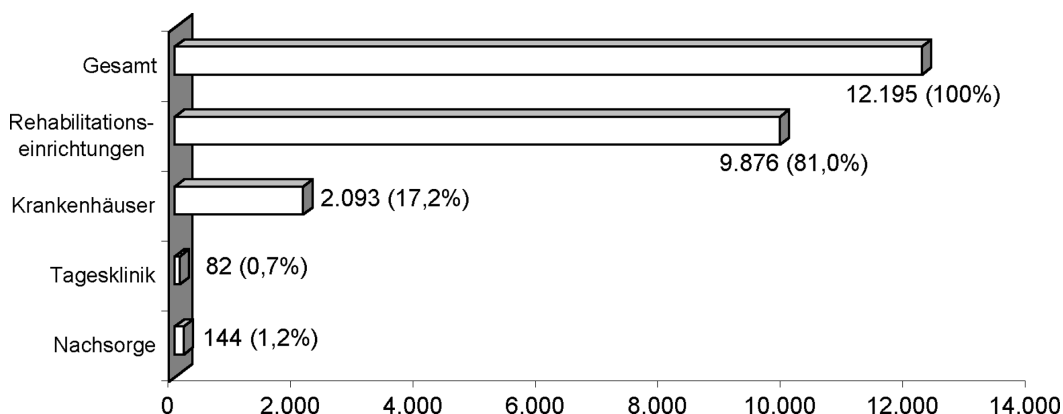 Gesamt
12.195 (100%)
Rehabilitations-
einrichtungen
9.876 (81,0%)
Krankenhäuser
2.093 (17,2%)
Tagesklinik
82 (0,7%)
Nachsorge
144 (1,2%)
0 2.000 4.000 6.000 8.000 10.000 12.000 14.000